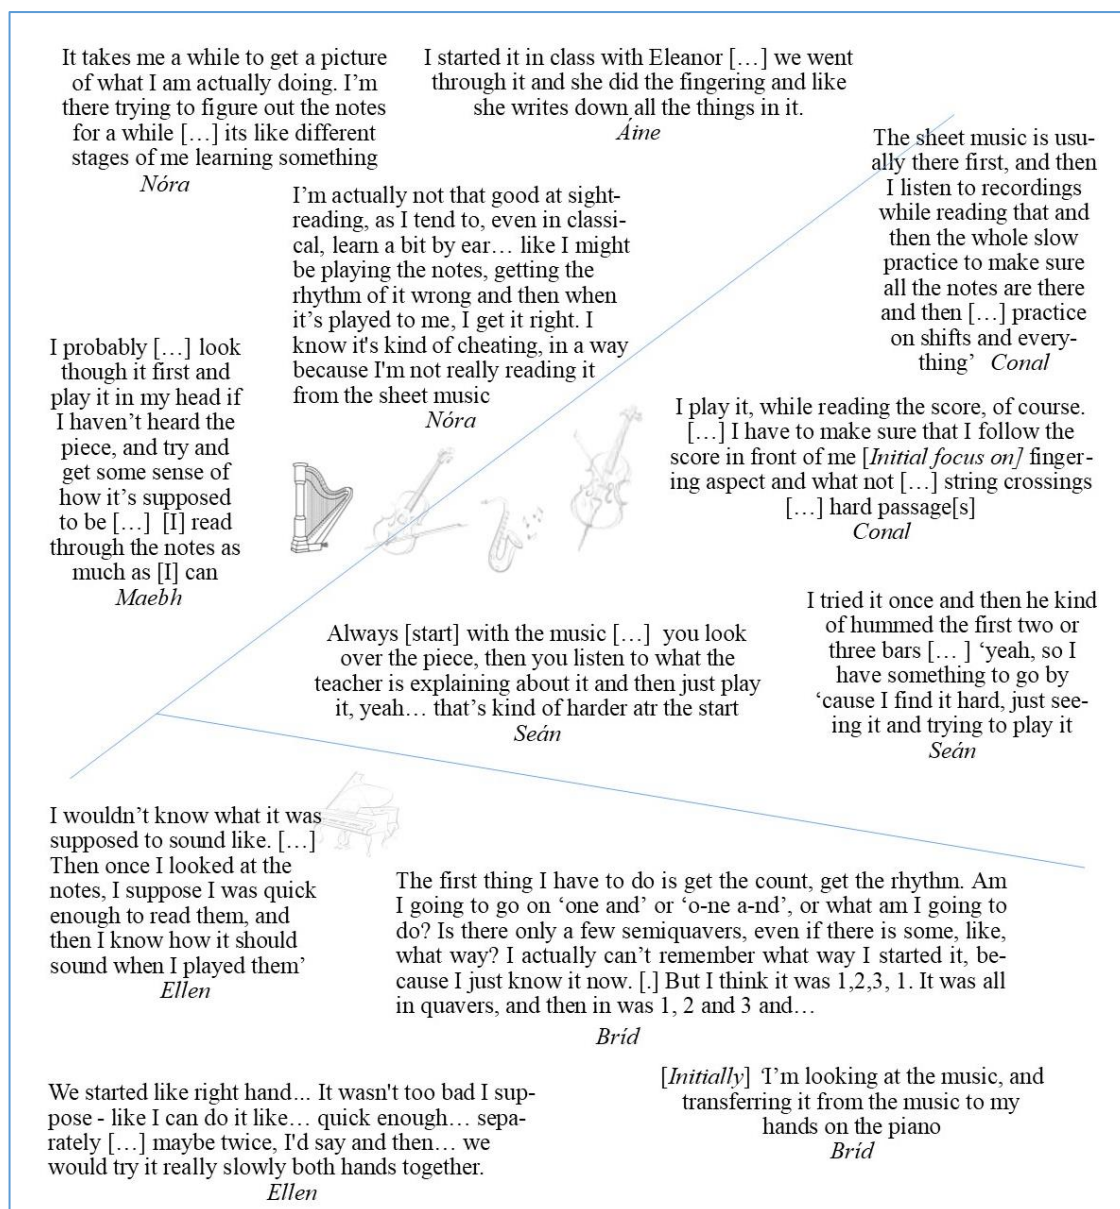 It takes me a while to get a picture
of what I am actually doing. I’m
there trying to figure out the notes
for a while […] its like different
stages of me learning something
Nóra
I started it in class with Eleanor […] we went
through it and she did the fingering and like
she writes down all the things in it.
Áine
The sheet music is usu-
ally there first, and then
I listen to recordings
while reading that and
then the whole slow
practice to make sure
all the notes are there
and then […] practice
on shifts and every-
thing’ Conal
I’m actually not that good at sight-
reading, as I tend to, even in classi-
cal, learn a bit by ear… like I might
be playing the notes, getting the
rhythm of it wrong and then when
it’s played to me, I get it right. I
know it's kind of cheating, in a way
because I'm not really reading it
from the sheet music
Nóra
I probably […] look
though it first and
play it in my head if
I haven’t heard the
piece, and try and
get some sense of
how it’s supposed
to be […] [I] read
through the notes as
much as [I] can
Maebh
I play it, while reading the score, of course.
[…] I have to make sure that I follow the
score in front of me [Initial focus on] finger-
ing aspect and what not […] string crossings
[…] hard passage[s]
Conal
Always [start] with the music […] you look
over the piece, then you listen to what the
teacher is explaining about it and then just play
it, yeah… that’s kind of harder atr the start
Seán
I tried it once and then he kind
of hummed the first two or
three bars [… ] ‘yeah, so I
have something to go by
‘cause I find it hard, just see-
ing it and trying to play it
Seán
I wouldn’t know what it was
supposed to sound like. […]
Then once I looked at the
notes, I suppose I was quick
enough to read them, and
then I know how it should
sound when I played them’
Ellen
The first thing I have to do is get the count, get the rhythm. Am
I going to go on ‘one and’ or ‘o-ne a-nd’, or what am I going to
do? Is there only a few semiquavers, even if there is some, like,
what way? I actually can’t remember what way I started it, be-
cause I just know it now. [.] But I think it was 1,2,3, 1. It was all
in quavers, and then in was 1, 2 and 3 and…
Bríd
We started like right hand… It wasn't too bad I sup-
pose - like I can do it like… quick enough… sepa-
rately […] maybe twice, I'd say and then… we
would try it really slowly both hands together.
Ellen
[Initially] ‘I’m looking at the music, and
transferring it from the music to my
hands on the piano
Bríd